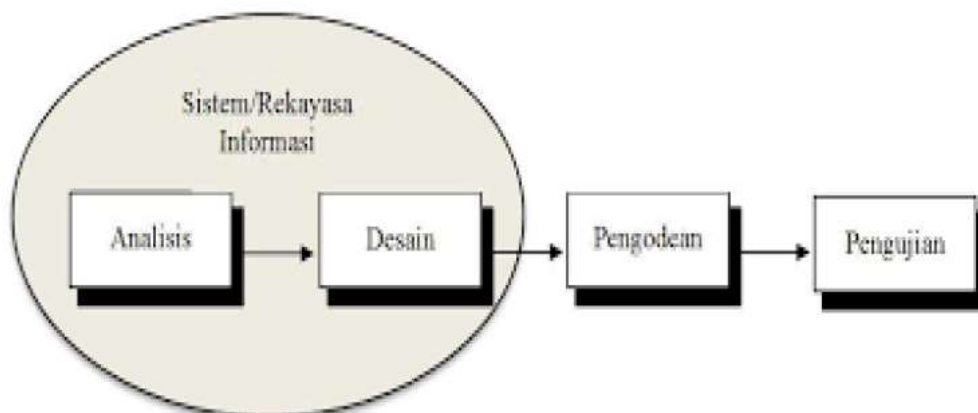 Sistem/Rekayasa
Informasi
Analisis
Desain
Pengodean
Pengujian